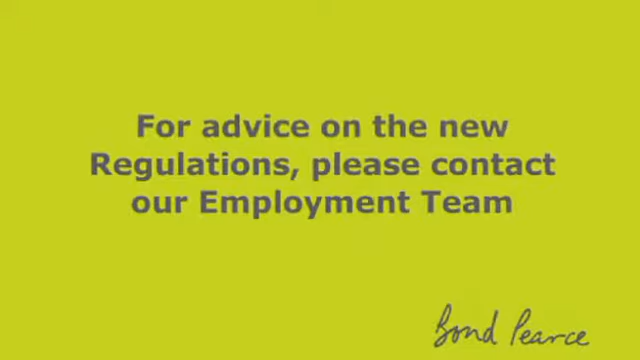 For advice on the new
Regulations, please contact
our Employment Team
Bond Pearce